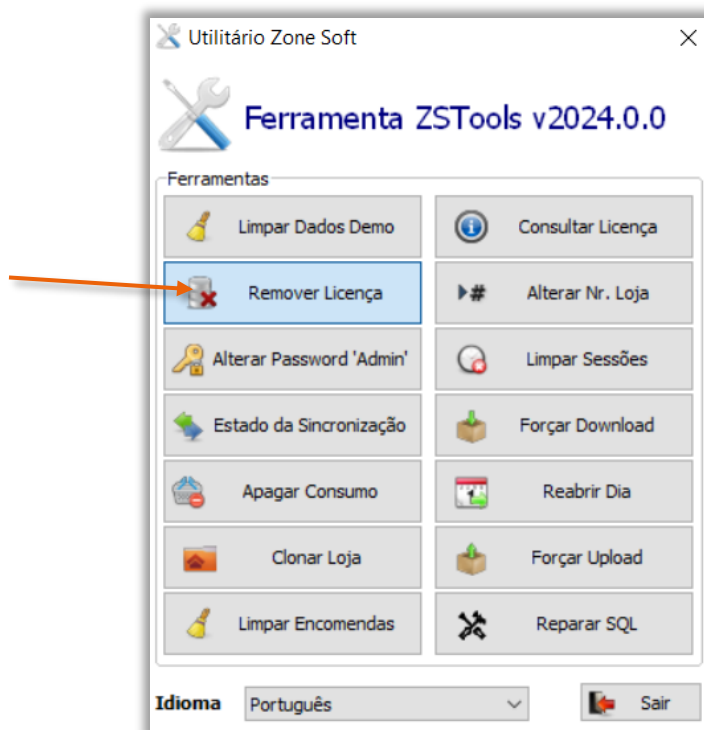 Utilitário Zone Soft
Ferramenta ZSTools v2024.0.0
Ferramentas
Limpar Dados Demo
Consultar Licença
Remover Licença
# Alterar Nr. Loja
Alterar Password 'Admin'
Limpar Sessões
Estado da Sincronização
Forçar Download
Apagar Consumo
Reabrir Dia
Clonar Loja
Forçar Upload
Limpar Encomendas
Reparar SQL
Idioma Português Sair